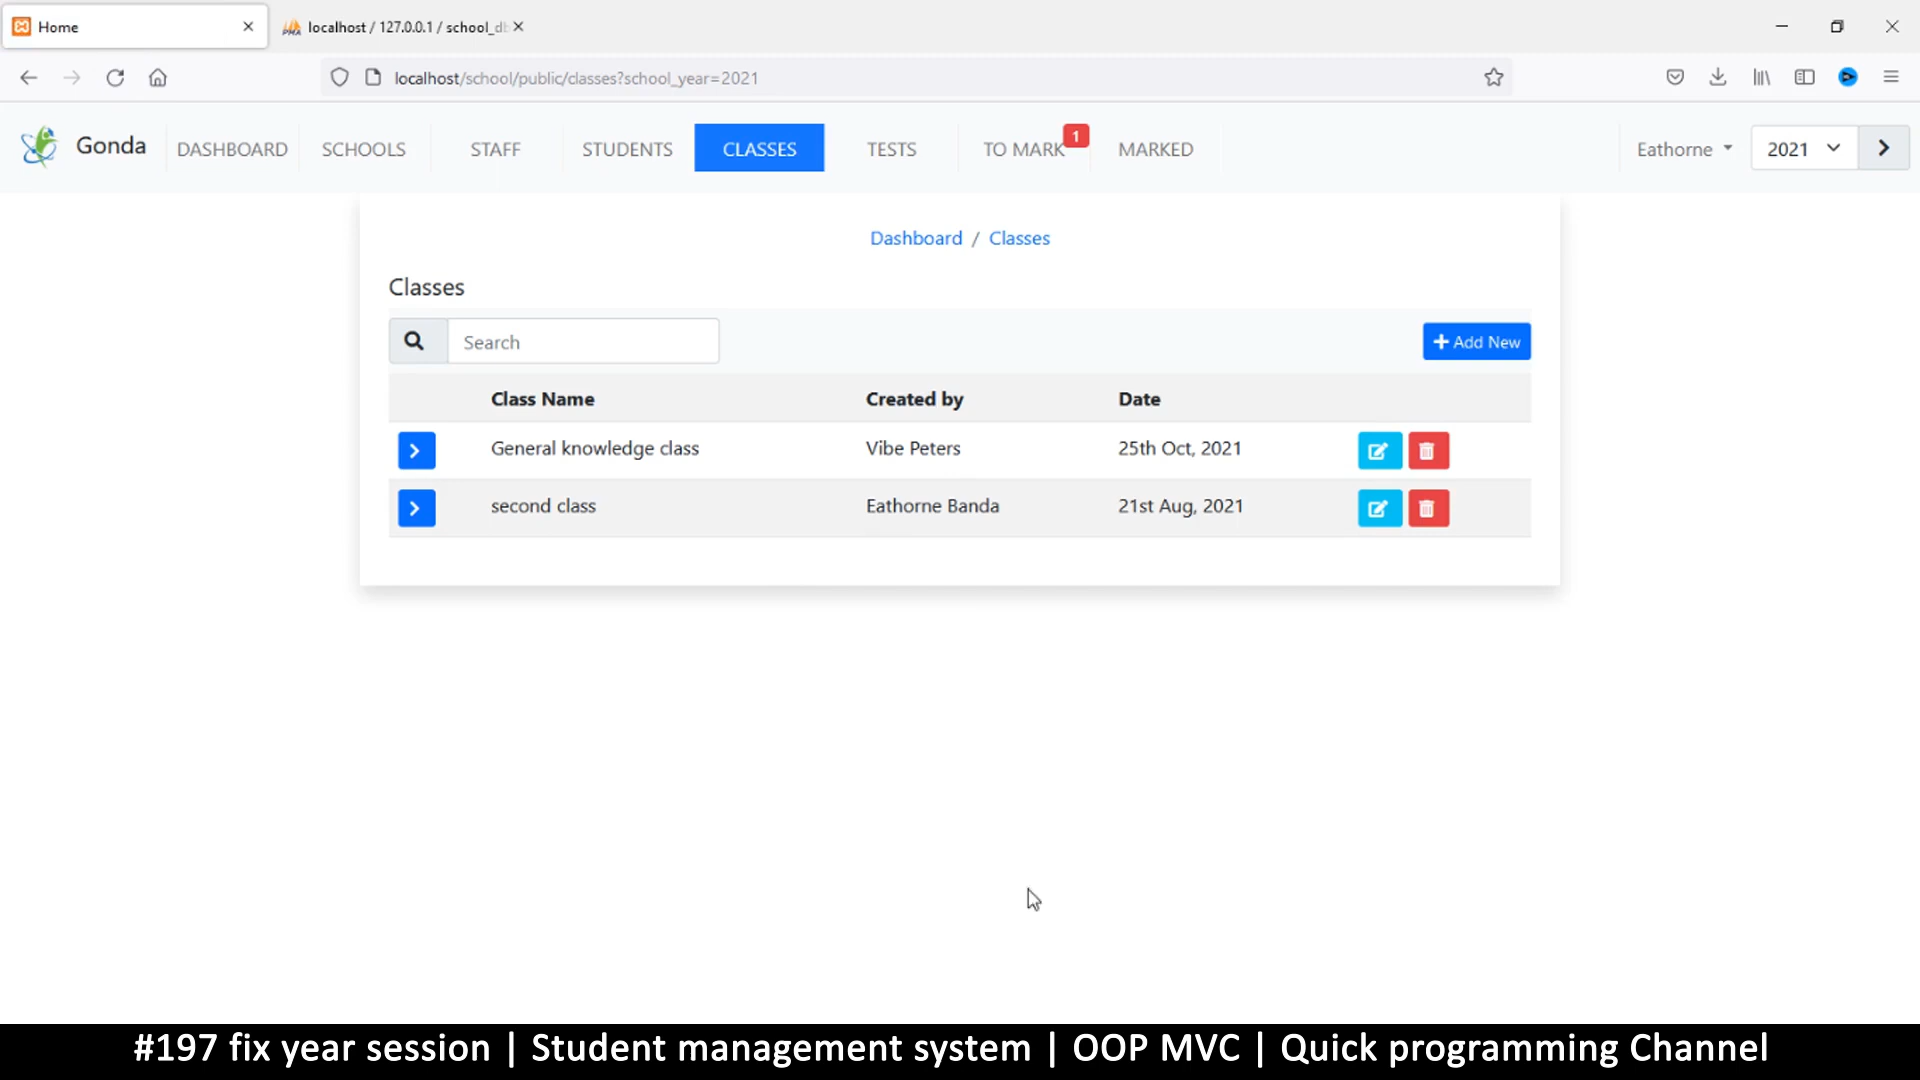 Home
localhost / 127.0.0.1 / school_db
localhost/school/public/classes?school_year=2021
Gonda
DASHBOARD
SCHOOLS
STAFF
STUDENTS
CLASSES
TESTS
TO MARK
1
MARKED
Eathorne
2021
Dashboard / Classes
Classes
Search
Add New
Class Name Created by Date
General knowledge class Vibe Peters 25th Oct, 2021
second class Eathorne Banda 21st Aug, 2021
#197 fix year session | Student management system | OOP MVC | Quick programming Channel